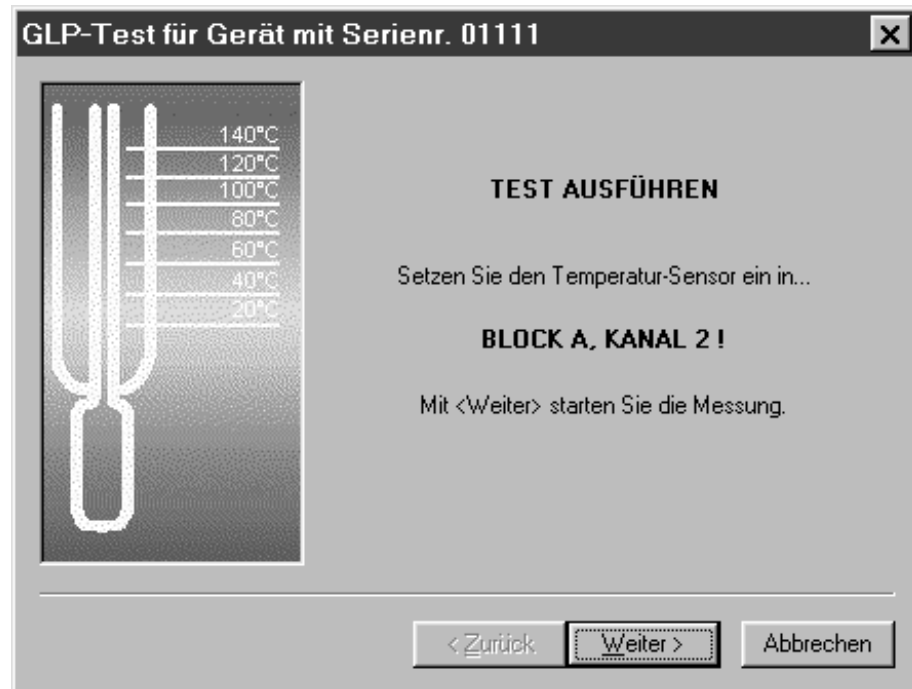 GLP-Test für Gerät mit Serienr. 01111
140°C
120°C
100°C
80°C
60°C
40°C
20°C
TEST AUSFÜHREN
Setzen Sie den Temperatur-Sensor ein in...
BLOCK A, KANAL 2 !
Mit <Weiter> starten Sie die Messung.
< Zurück Weiter > Abbrechen